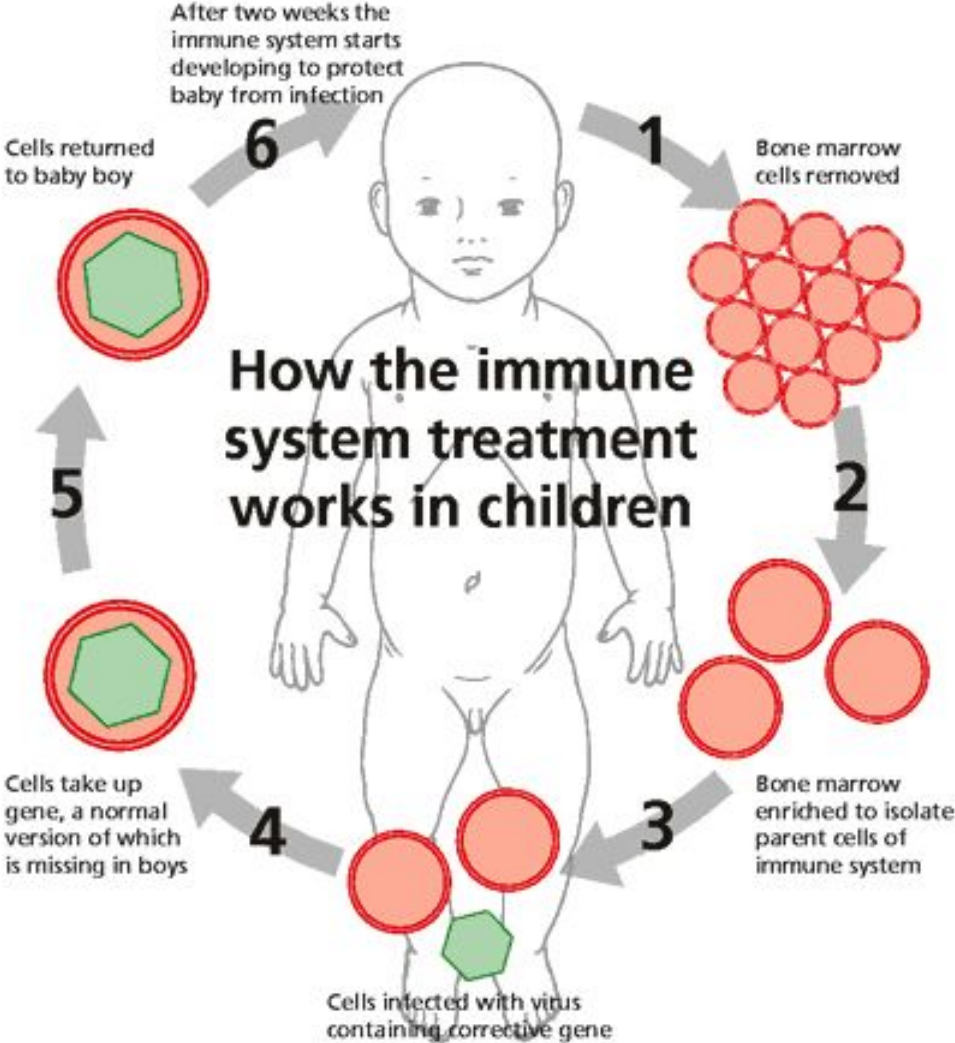 How the immune
system treatment
works in children
1
Bone marrow
cells removed
2
Bone marrow
enriched to isolate
parent cells of
immune system
3
Cells infected with virus
containing corrective gene
4
Cells take up
gene, a normal
version of which
is missing in boys
5
Cells returned
to baby boy
6
After two weeks the
immune system starts
developing to protect
baby from infection